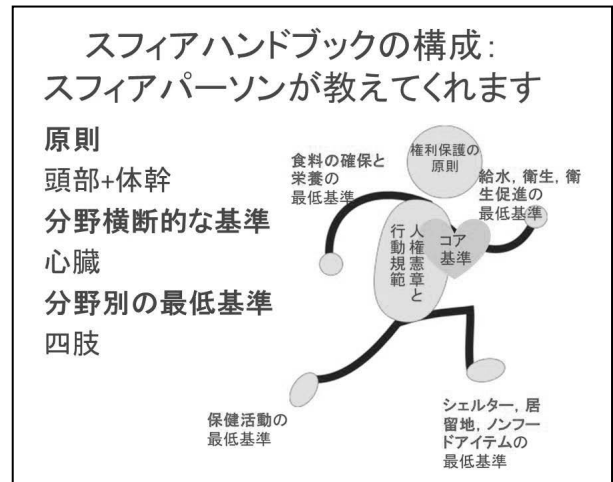 スフィアハンドブックの構成：
スフィアパーソンが教えてくれます
原則
頭部+体幹
分野横断的な基準
心臓
分野別の最低基準
四肢
権利保護の
原則
食料の確保と
栄養の
最低基準
給水，衛生，衛
生促進の
最低基準
コア
基準
人権憲章と
行動規範
保健活動の
最低基準
シェルター，居
留地，ノンフー
ドアイテムの
最低基準